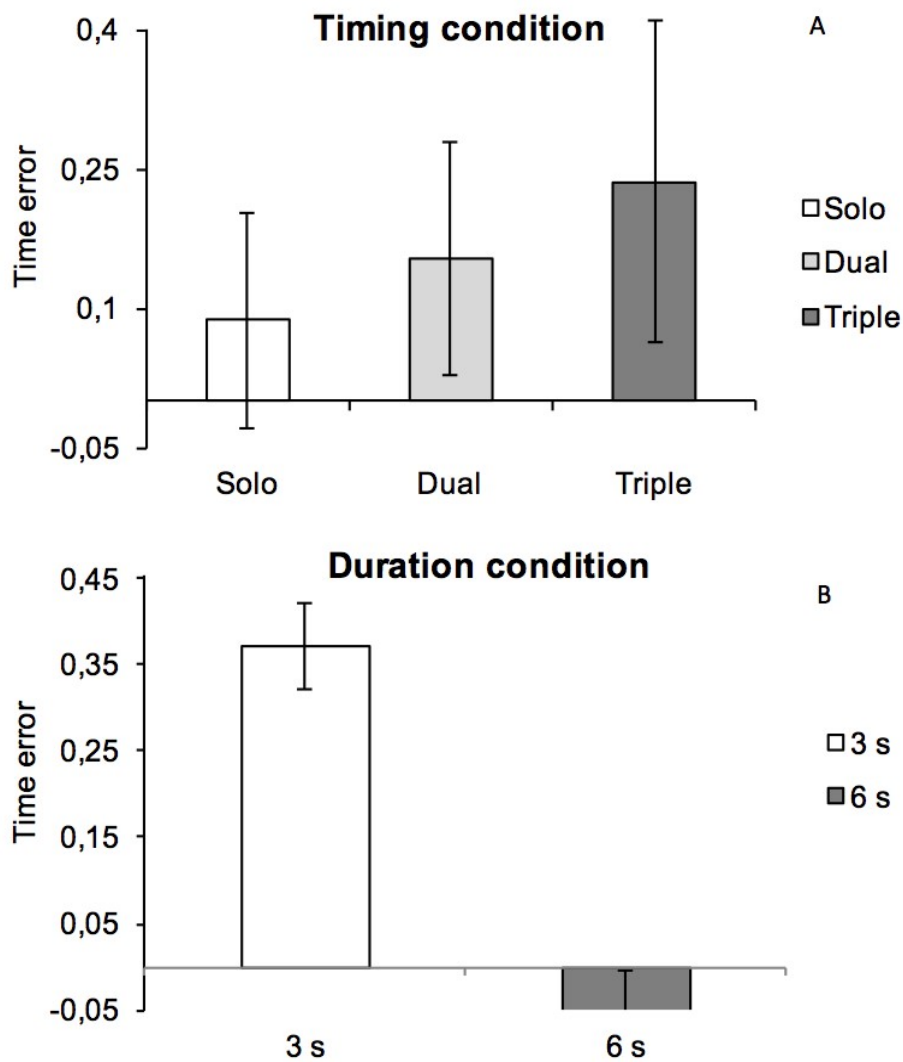 Timing condition
A
0,4
0,25
0,1
-0,05
Time error
Solo
Dual
Triple
Solo
Dual
Triple
Duration condition
B
0,45
0,35
0,25
0,15
0,05
-0,05
Time error
3 s
6 s
3 s
6 s